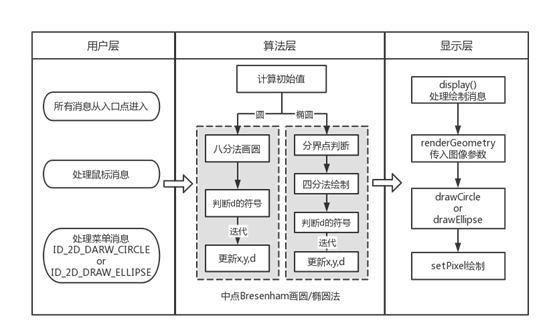 用户层
所有消息从入口点进入
处理鼠标消息
处理菜单消息
ID_2D_DARW_CIRCLE
or
ID_2D_DRAW_ELLIPSE
算法层
计算初始值
圆
椭圆
八分法画圆
判断d的符号
迭代
更新x,y,d
分界点判断
四分法绘制
判断d的符号
迭代
更新x,y,d
中点Bresenham画圆/椭圆法
显示层
display()
处理绘制消息
renderGeometry
传入图像参数
drawCircle
or
drawEllipse
setPixel绘制